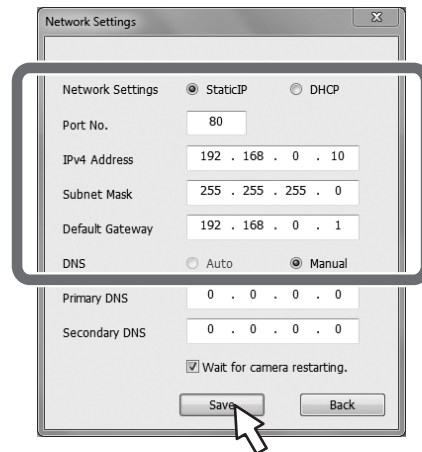 Network Settings
Network Settings StaticIP DHCP
Port No. 80
IPv4 Address 192 . 168 . 0 . 10
Subnet Mask 255 . 255 . 255 . 0
Default Gateway 192 . 168 . 0 . 1
DNS Auto Manual
Primary DNS 0 . 0 . 0 . 0
Secondary DNS 0 . 0 . 0 . 0
Wait for camera restarting.
Save Back